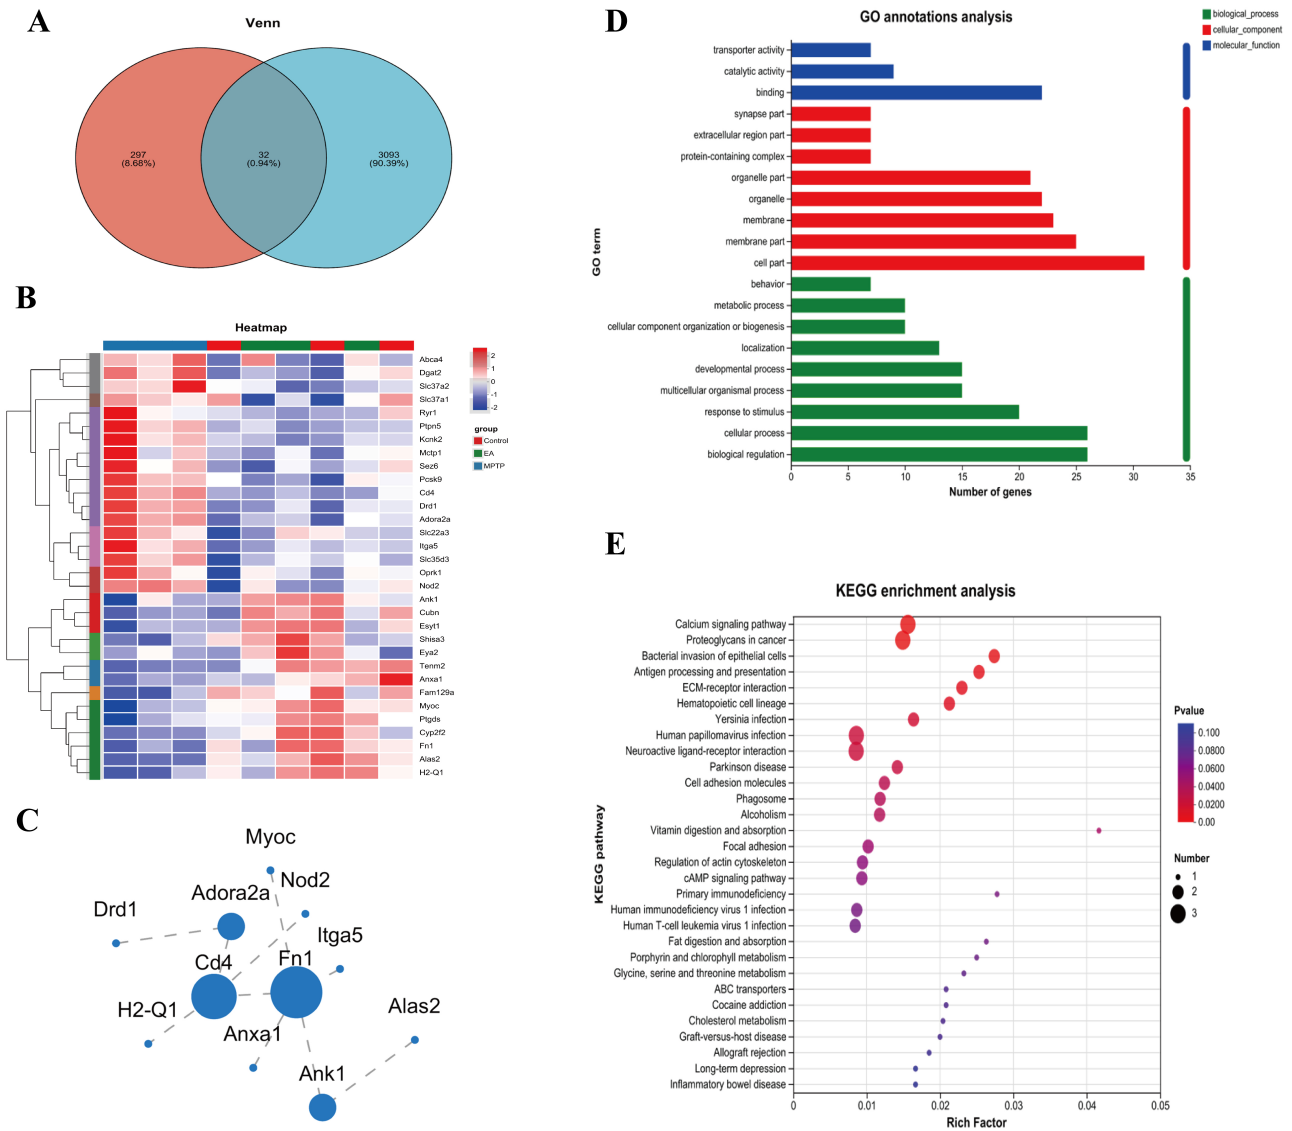 A
Venn
297
(8.68%)
32
(0.94%)
3093
(90.39%)
B
Heatmap
Abca4
Dgat2
Slc37a2
Slc37a1
Ryr1
Ptpn5
Kcnk2
Mctp1
Sez6
Pcsk9
Cd4
Drd1
Adora2a
Slc22a3
Itga5
Slc35d3
Oprk1
Nod2
Ank1
Cubn
Esyt1
Shisa3
Eya2
Tenm2
Anxa1
Fam129a
Myoc
Ptgds
Cyp2f2
Fn1
Alas2
H2-Q1
2
1
0
-1
-2
group
Control
EA
MPTP
C
Myoc
Nod2
Adora2a
Drd1
Itga5
Cd4
Fn1
H2-Q1
Anxa1
Alas2
Ank1
D
GO annotations analysis
biological_process
cellular_component
molecular_function
GO term
transporter activity
catalytic activity
binding
synapse part
extracellular region part
protein-containing complex
organelle part
organelle
membrane
membrane part
cell part
behavior
metabolic process
cellular component organization or biogenesis
localization
developmental process
multicellular organismal process
response to stimulus
cellular process
biological regulation
0 5 10 15 20 25 30 35
Number of genes
E
KEGG enrichment analysis
KEGG pathway
Calcium signaling pathway
Proteoglycans in cancer
Bacterial invasion of epithelial cells
Antigen processing and presentation
ECM-receptor interaction
Hematopoietic cell lineage
Yersinia infection
Human papillomavirus infection
Neuroactive ligand-receptor interaction
Parkinson disease
Cell adhesion molecules
Phagosome
Alcoholism
Vitamin digestion and absorption
Focal adhesion
Regulation of actin cytoskeleton
cAMP signaling pathway
Primary immunodeficiency
Human immunodeficiency virus 1 infection
Human T-cell leukemia virus 1 infection
Fat digestion and absorption
Porphyrin and chlorophyll metabolism
Glycine, serine and threonine metabolism
ABC transporters
Cocaine addiction
Cholesterol metabolism
Graft-versus-host disease
Allograft rejection
Long-term depression
Inflammatory bowel disease
0 0.01 0.02 0.03 0.04 0.05
Rich Factor
Pvalue
0.100
0.0800
0.0600
0.0400
0.0200
0.00
Number
1
2
3